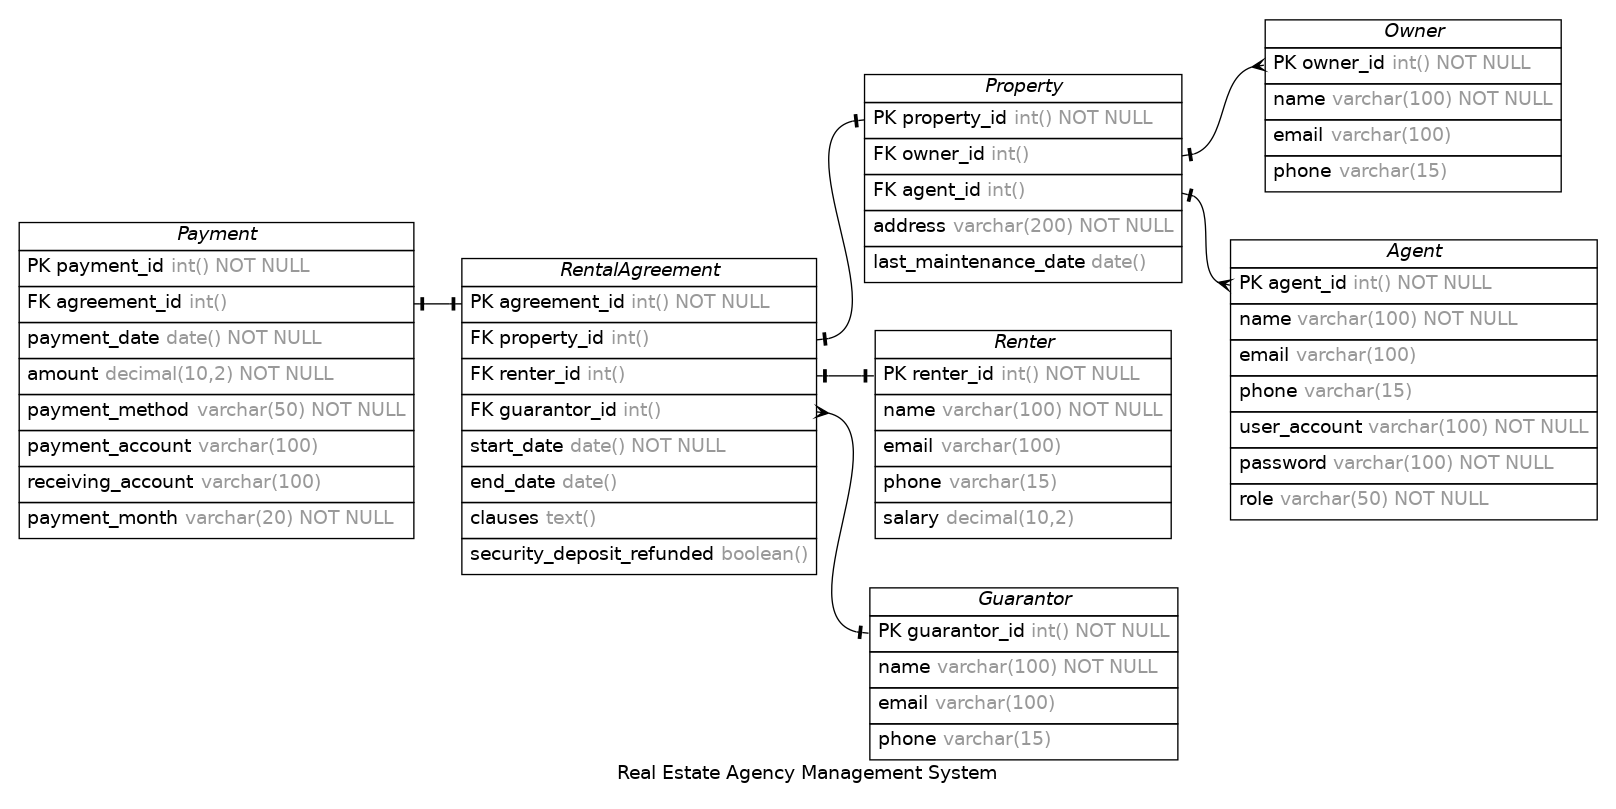 Payment
PK payment_id int() NOT NULL
FK agreement_id int()
payment_date date() NOT NULL
amount decimal(10,2) NOT NULL
payment_method varchar(50) NOT NULL
payment_account varchar(100)
receiving_account varchar(100)
payment_month varchar(20) NOT NULL
RentalAgreement
PK agreement_id int() NOT NULL
FK property_id int()
FK renter_id int()
FK guarantor_id int()
start_date date() NOT NULL
end_date date()
clauses text()
security_deposit_refunded boolean()
Property
PK property_id int() NOT NULL
FK owner_id int()
FK agent_id int()
address varchar(200) NOT NULL
last_maintenance_date date()
Renter
PK renter_id int() NOT NULL
name varchar(100) NOT NULL
email varchar(100)
phone varchar(15)
salary decimal(10,2)
Guarantor
PK guarantor_id int() NOT NULL
name varchar(100) NOT NULL
email varchar(100)
phone varchar(15)
Owner
PK owner_id int() NOT NULL
name varchar(100) NOT NULL
email varchar(100)
phone varchar(15)
Agent
PK agent_id int() NOT NULL
name varchar(100) NOT NULL
email varchar(100)
phone varchar(15)
user_account varchar(100) NOT NULL
password varchar(100) NOT NULL
role varchar(50) NOT NULL
Real Estate Agency Management System